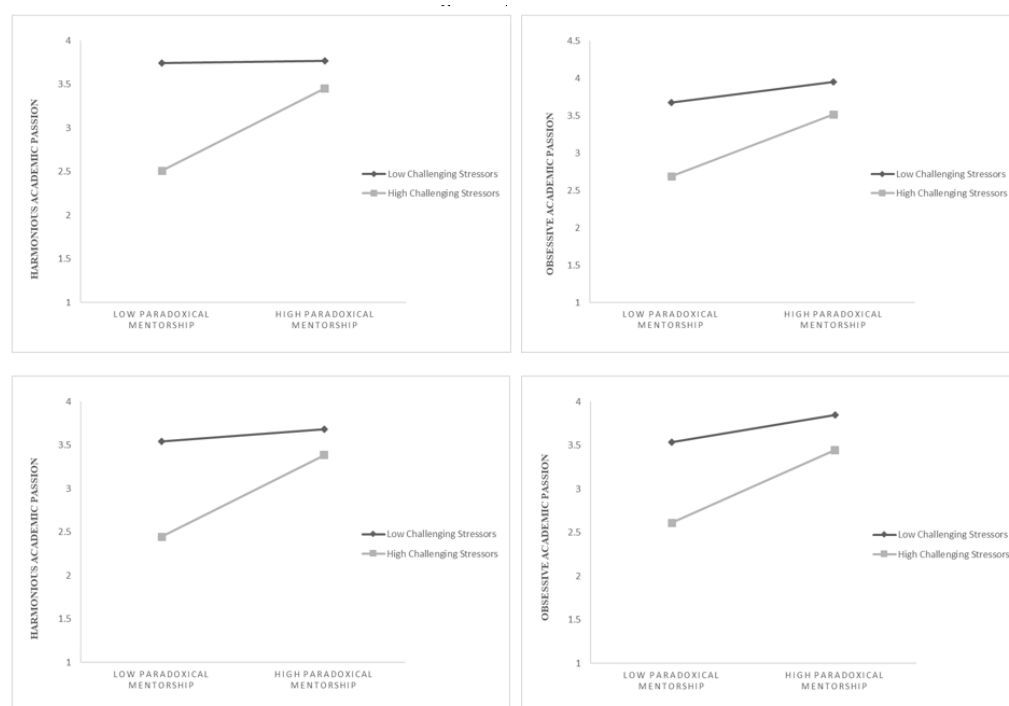 4
3.5
3
2.5
2
1.5
1
HARMONIOUS ACADEMIC PASSION
LOW PARADOXICAL
MENTORSHIP
HIGH PARADOXICAL
MENTORSHIP
Low Challenging Stressors
High Challenging Stressors
4.5
4
3.5
3
2.5
2
1.5
1
OBSESSIVE ACADEMIC PASSION
LOW PARADOXICAL
MENTORSHIP
HIGH PARADOXICAL
MENTORSHIP
Low Challenging Stressors
High Challenging Stressors
4
3.5
3
2.5
2
1.5
1
HARMONIOUS ACADEMIC PASSION
LOW PARADOXICAL
MENTORSHIP
HIGH PARADOXICAL
MENTORSHIP
Low Challenging Stressors
High Challenging Stressors
4
3.5
3
2.5
2
1.5
1
OBSESSIVE ACADEMIC PASSION
LOW PARADOXICAL
MENTORSHIP
HIGH PARADOXICAL
MENTORSHIP
Low Challenging Stressors
High Challenging Stressors